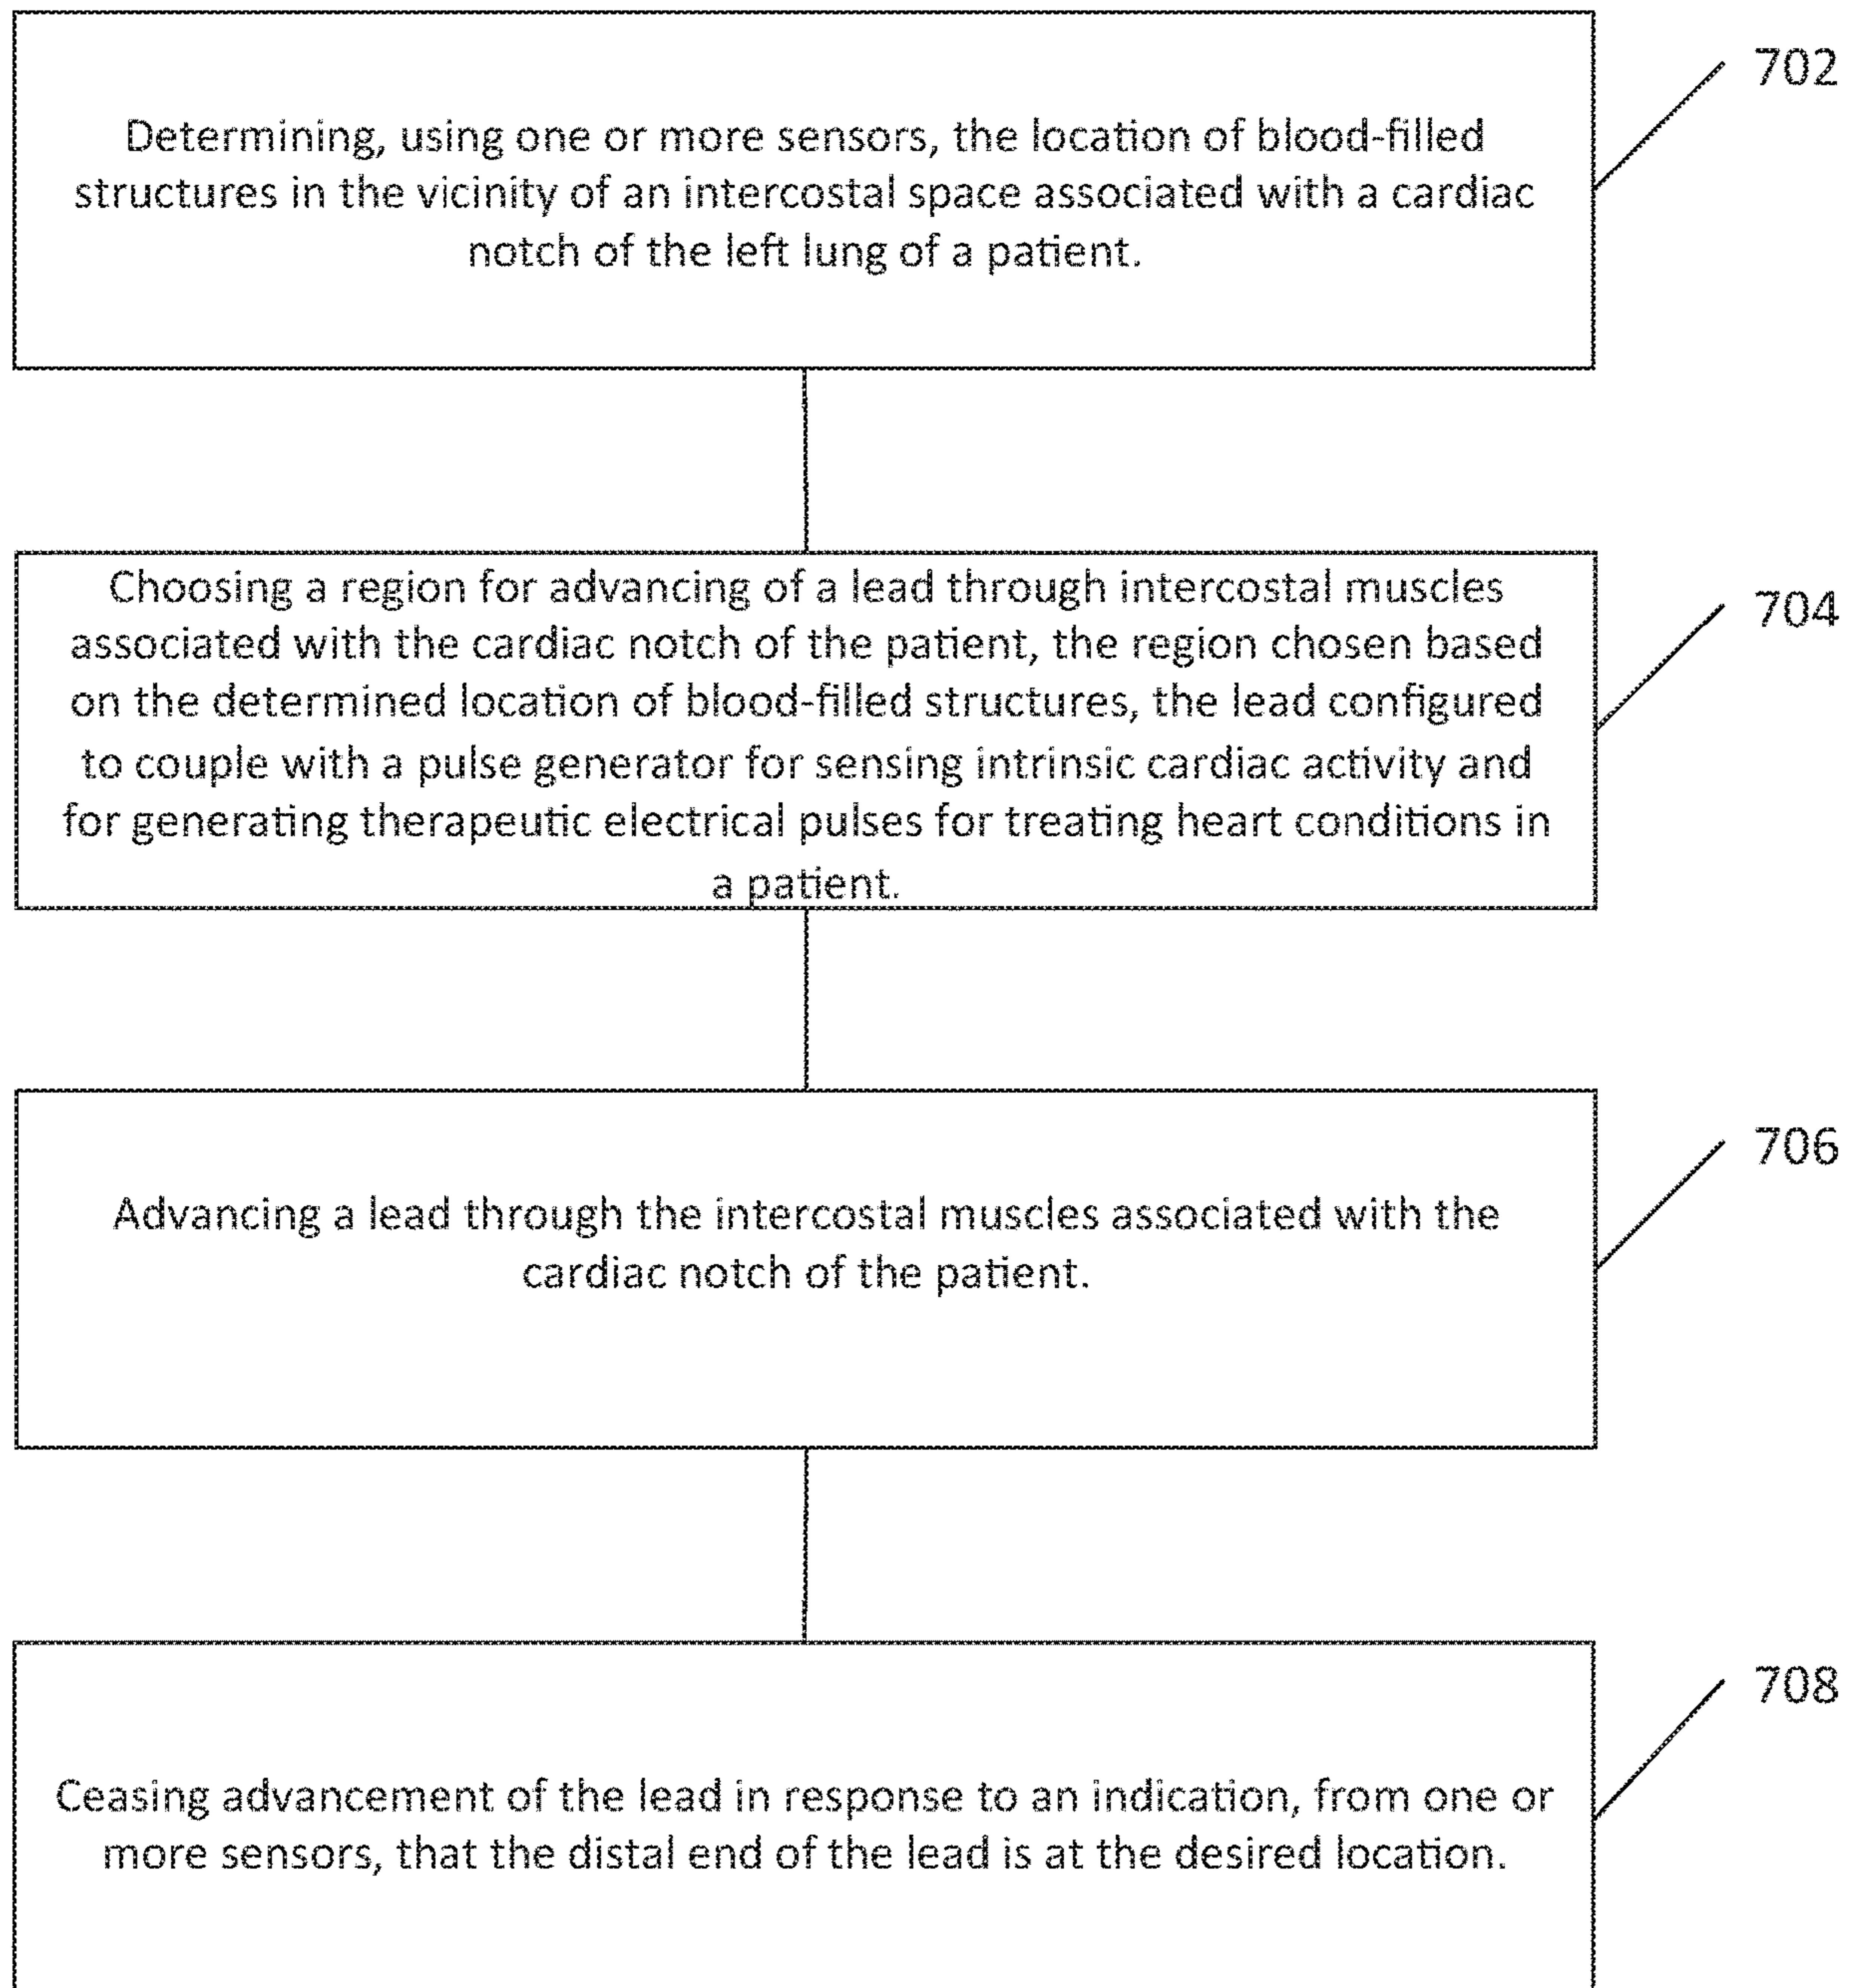 702
Determining, using one or more sensors, the location of blood-filled
structures in the vicinity of an intercostal space associated with a cardiac
notch of the left lung of a patient.
704
Choosing a region for advancing of a lead through intercostal muscles
associated with the cardiac notch of the patient, the region chosen based
on the determined location of blood-filled structures, the lead configured
to couple with a pulse generator for sensing intrinsic cardiac activity and
for generating therapeutic electrical pulses for treating heart conditions in
a patient.
706
Advancing a lead through the intercostal muscles associated with the
cardiac notch of the patient.
708
Ceasing advancement of the lead in response to an indication, from one or
more sensors, that the distal end of the lead is at the desired location.